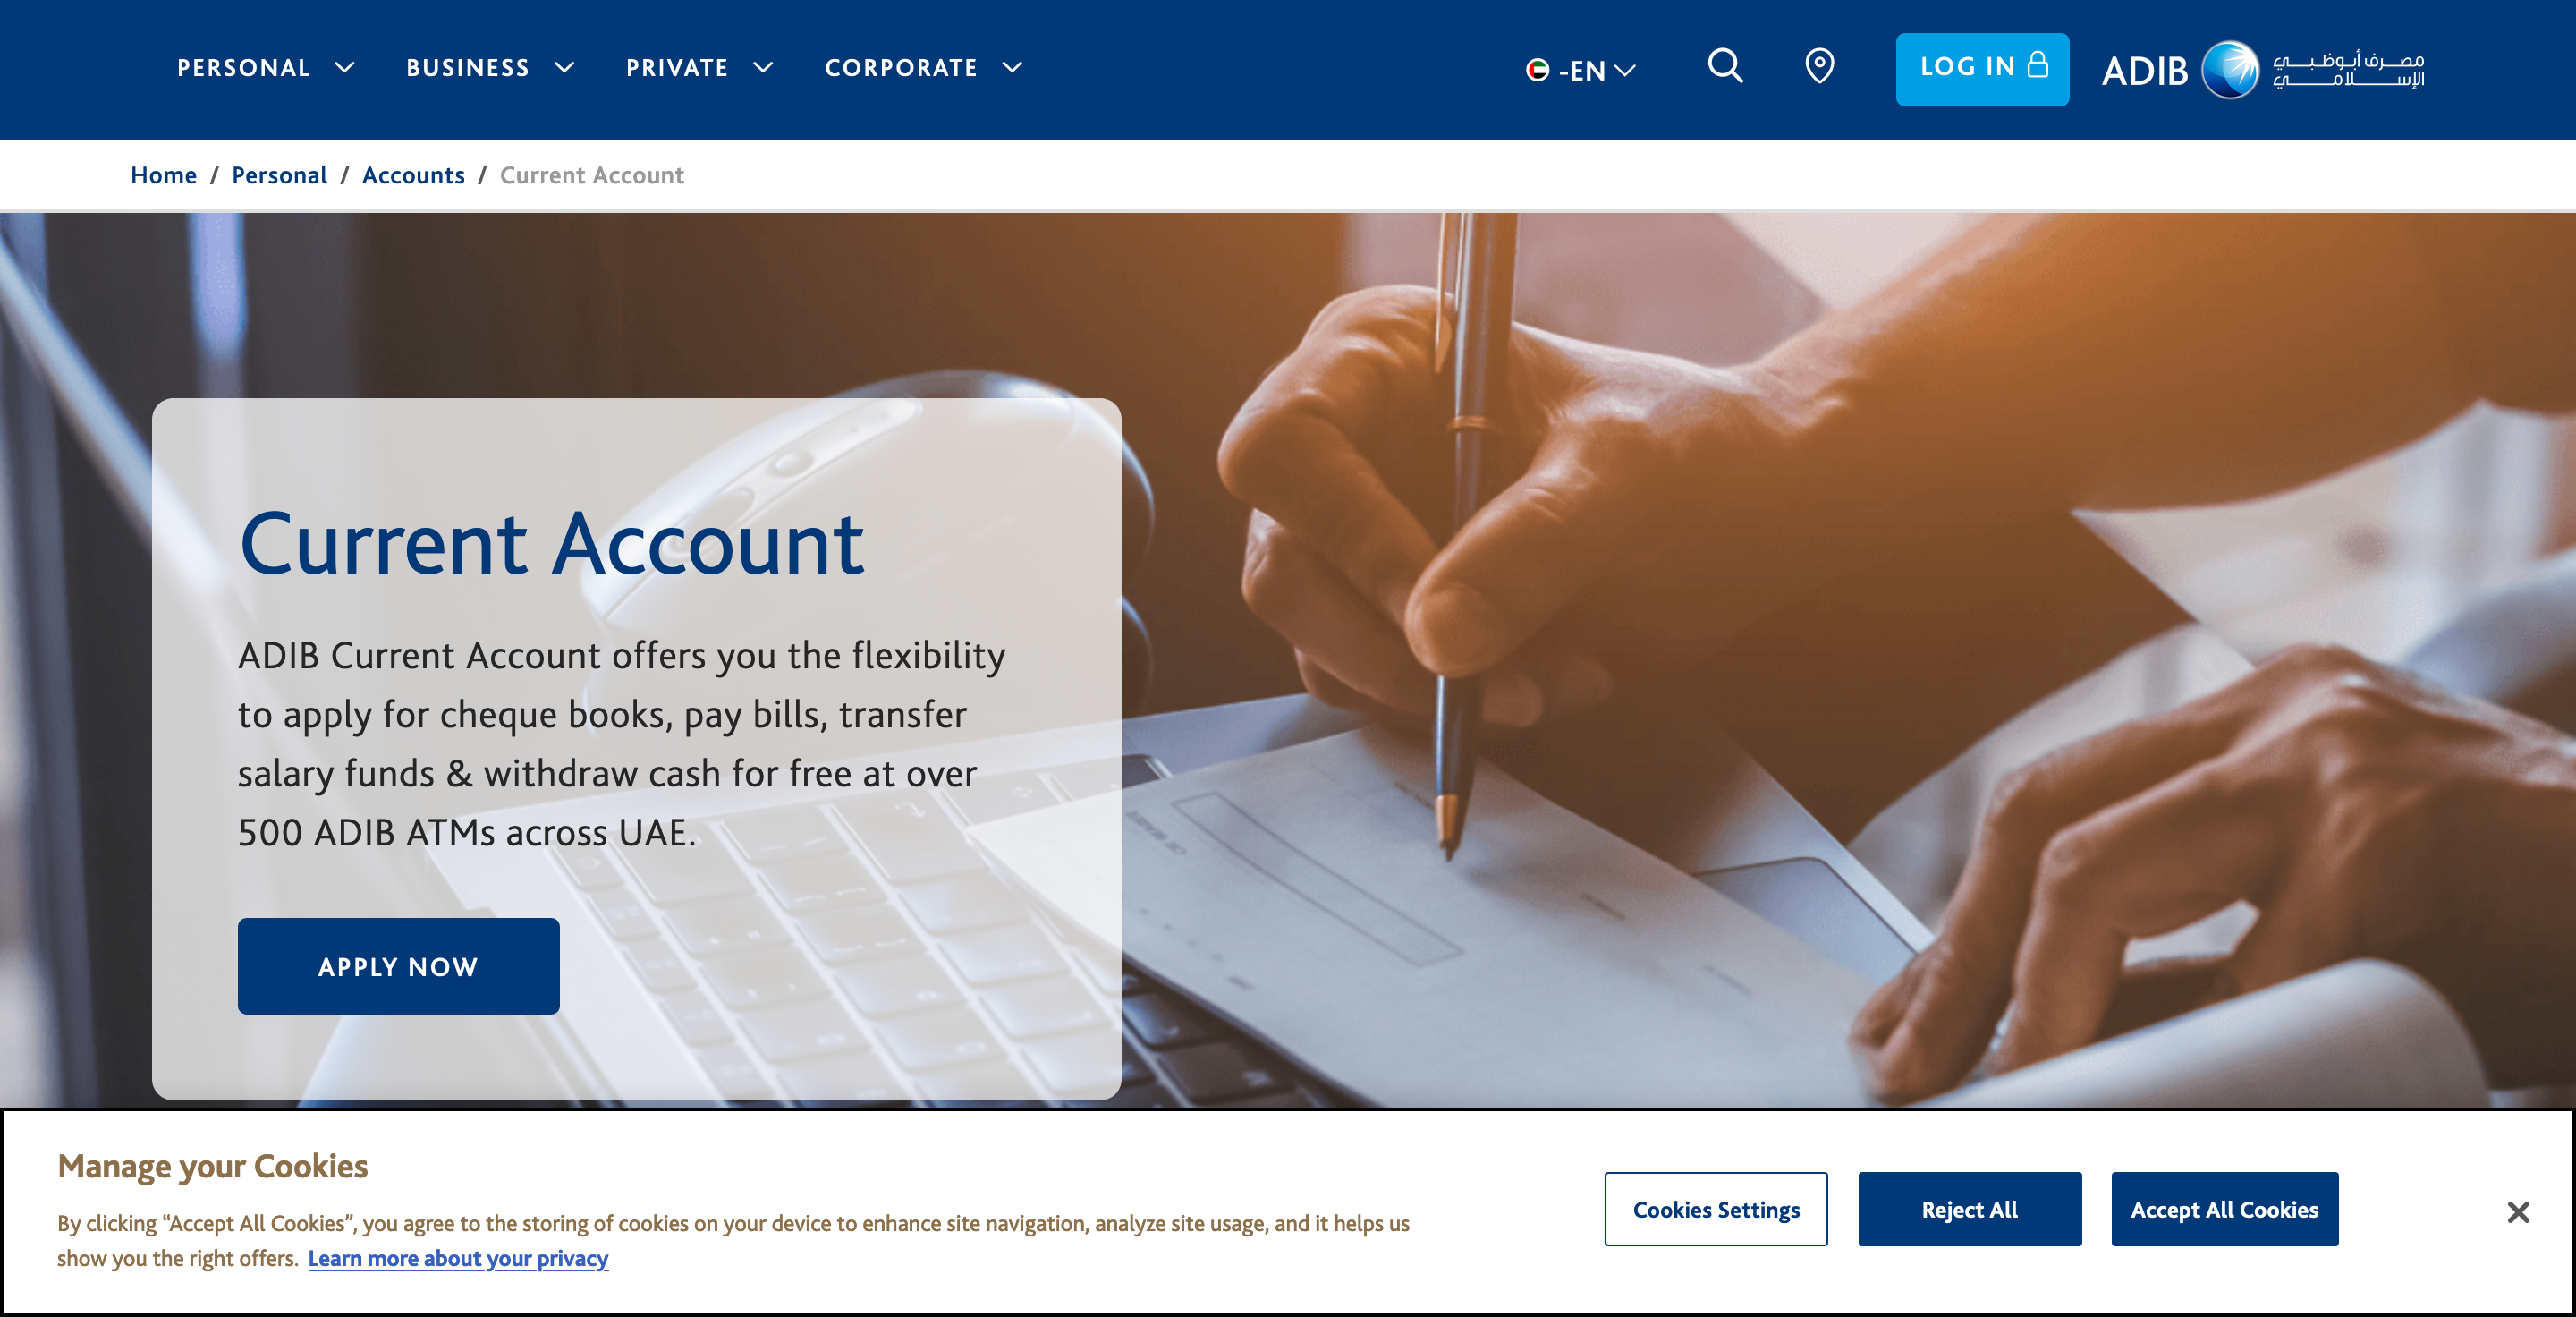 PERSONAL
BUSINESS
PRIVATE
CORPORATE
-EN
LOG IN
ADIB
مصرف أبوظبي
الإسلامي
Home / Personal / Accounts / Current Account
Current Account
ADIB Current Account offers you the flexibility
to apply for cheque books, pay bills, transfer
salary funds & withdraw cash for free at over
500 ADIB ATMs across UAE.
APPLY NOW
Manage your Cookies
By clicking “Accept All Cookies”, you agree to the storing of cookies on your device to enhance site navigation, analyze site usage, and it helps us
show you the right offers. Learn more about your privacy
Cookies Settings
Reject All
Accept All Cookies